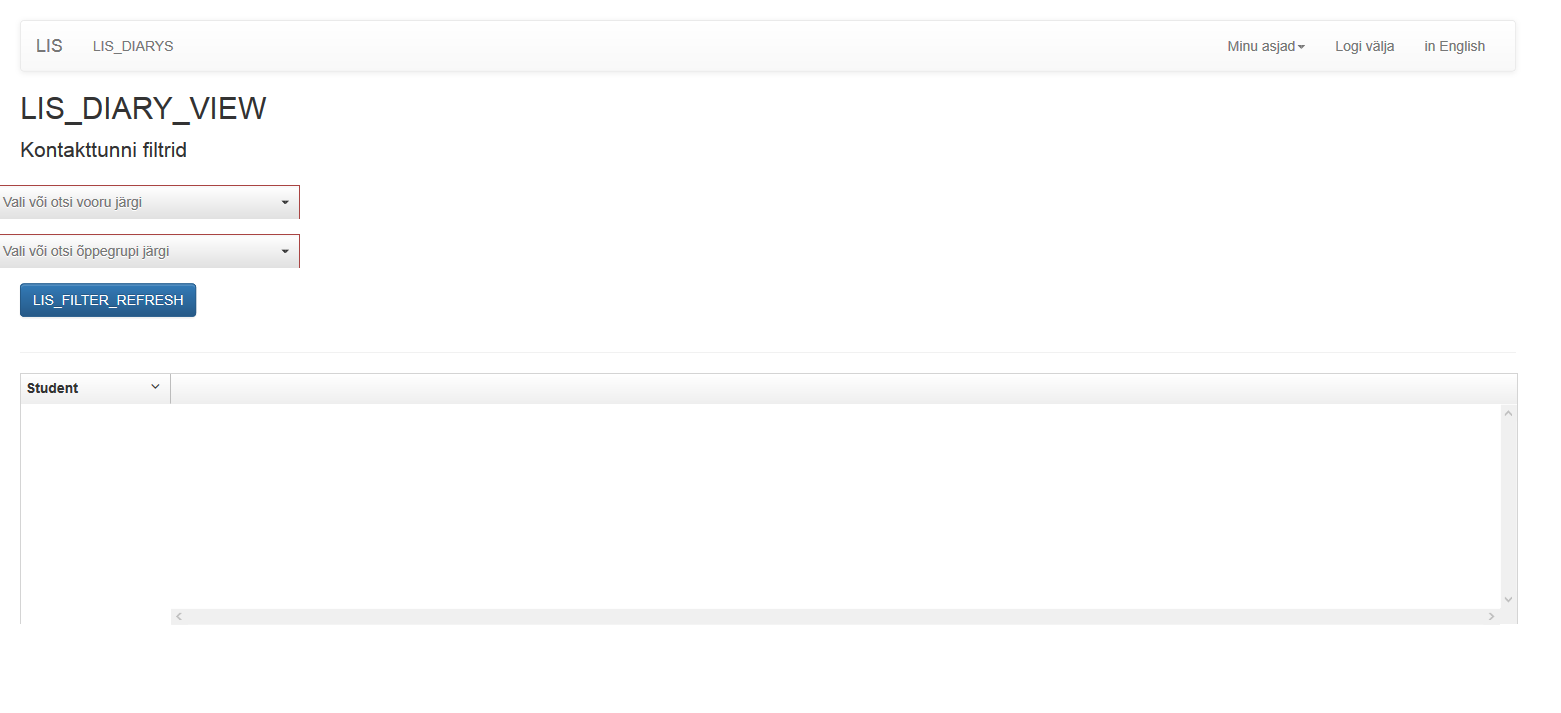 LIS LIS_DIARYS Minu asjad Logi välja in English
LIS_DIARY_VIEW
Kontakttunni filtrid
Vali või otsi vooru järgi
Vali või otsi õppegrupi järgi
LIS_FILTER_REFRESH
Student